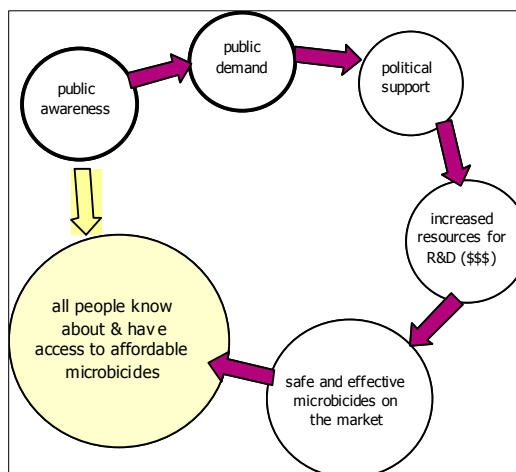 public
awareness
public
demand
political
support
increased
resources for
R&D ($$$)
safe and effective
microbicides on
the market
all people know
about & have
access to affordable
microbicides